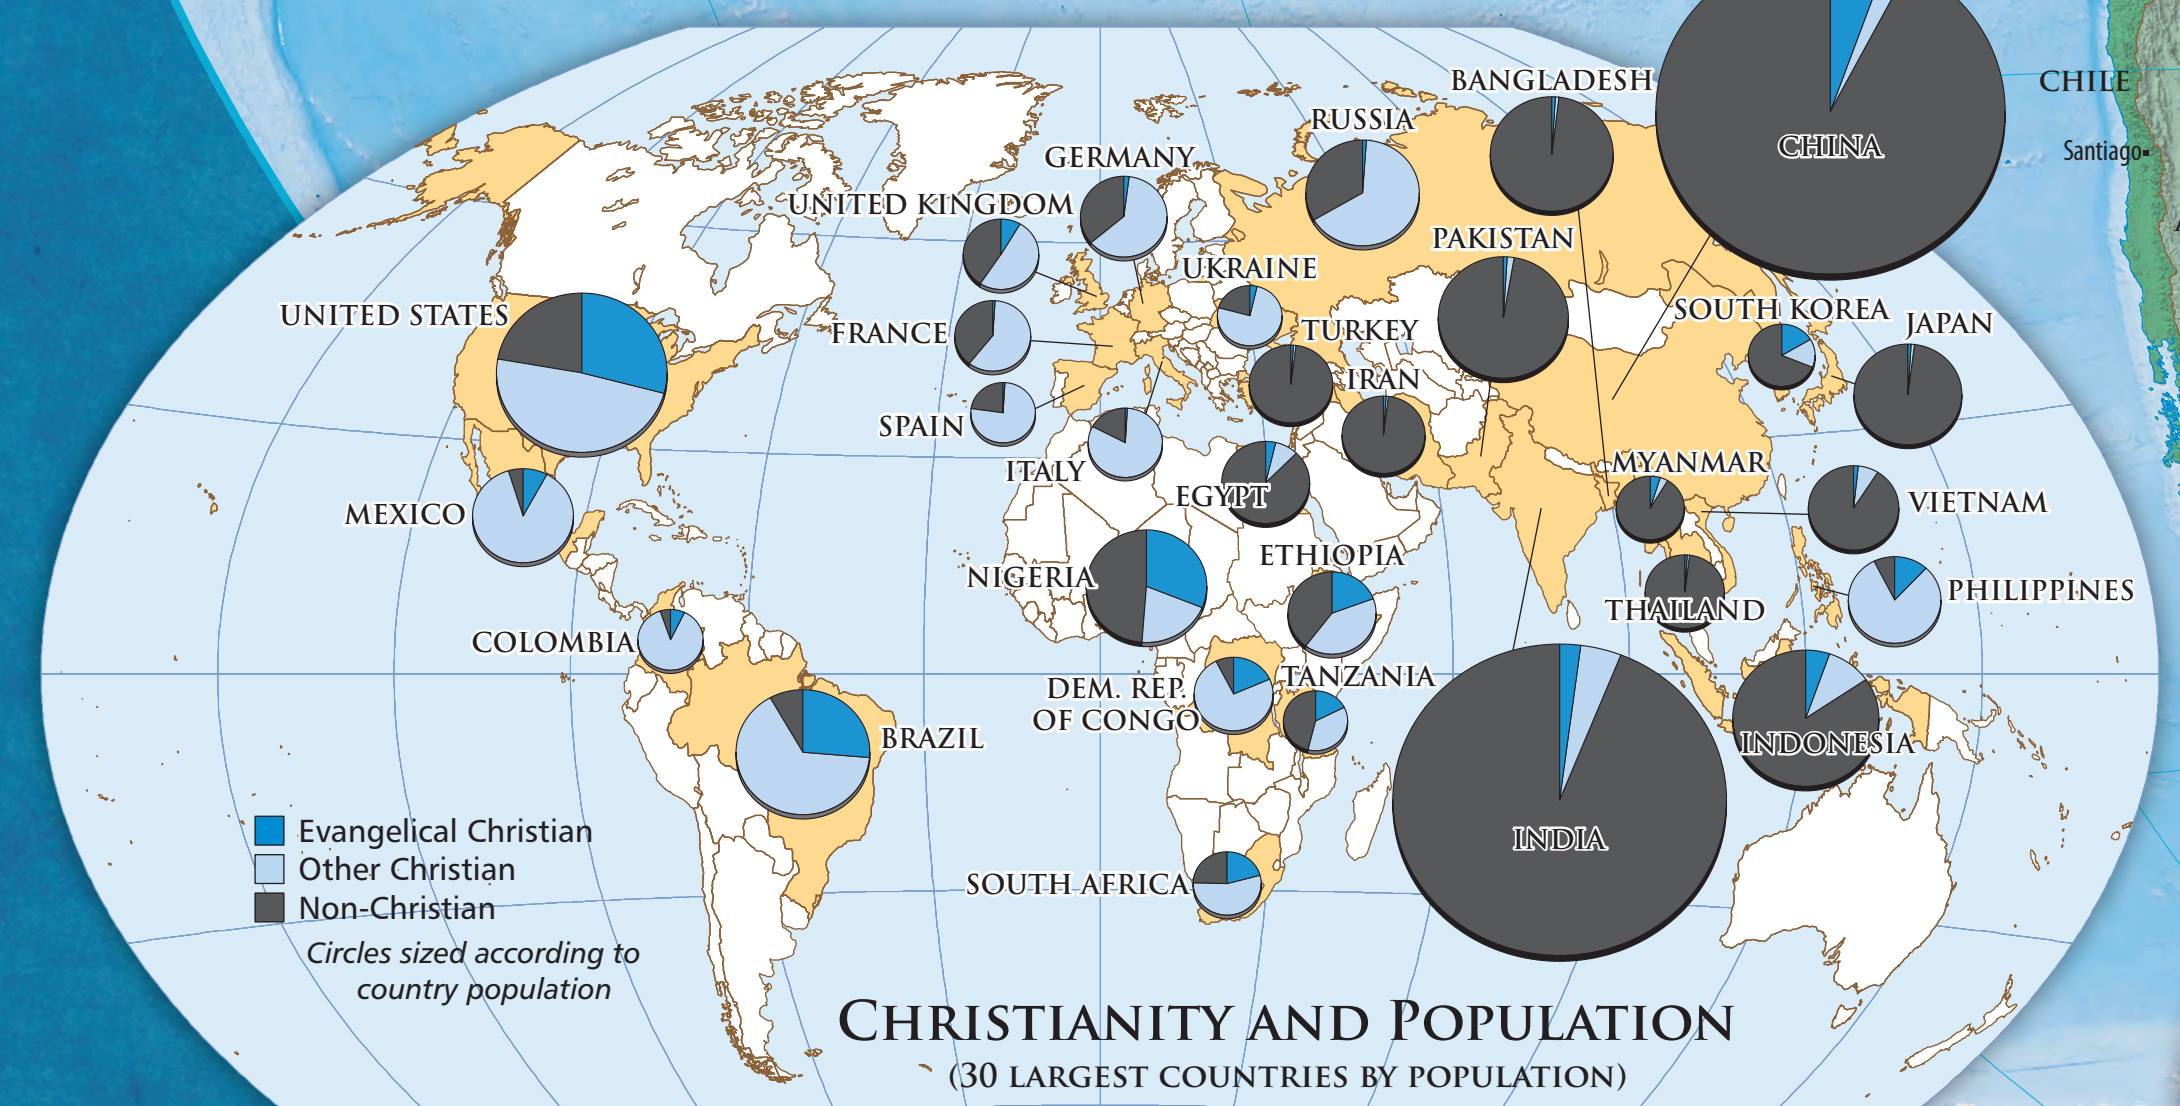 BANGLADESH
CHILE
RUSSIA
CHINA
Santiago
GERMANY
UNITED KINGDOM
PAKISTAN
UKRAINE
UNITED STATES
SOUTH KOREA
JAPAN
FRANCE
TURKEY
IRAN
SPAIN
ITALY
MYANMAR
EGYPT
VIETNAM
MEXICO
ETHIOPIA
NIGERIA
PHILIPPINES
THAILAND
COLOMBIA
TANZANIA
DEM. REP.
OF CONGO
BRAZIL
INDONESIA
INDIA
SOUTH AFRICA
Evangelical Christian
Other Christian
Non-Christian
Circles sized according to
country population
CHRISTIANITY AND POPULATION
(30 LARGEST COUNTRIES BY POPULATION)